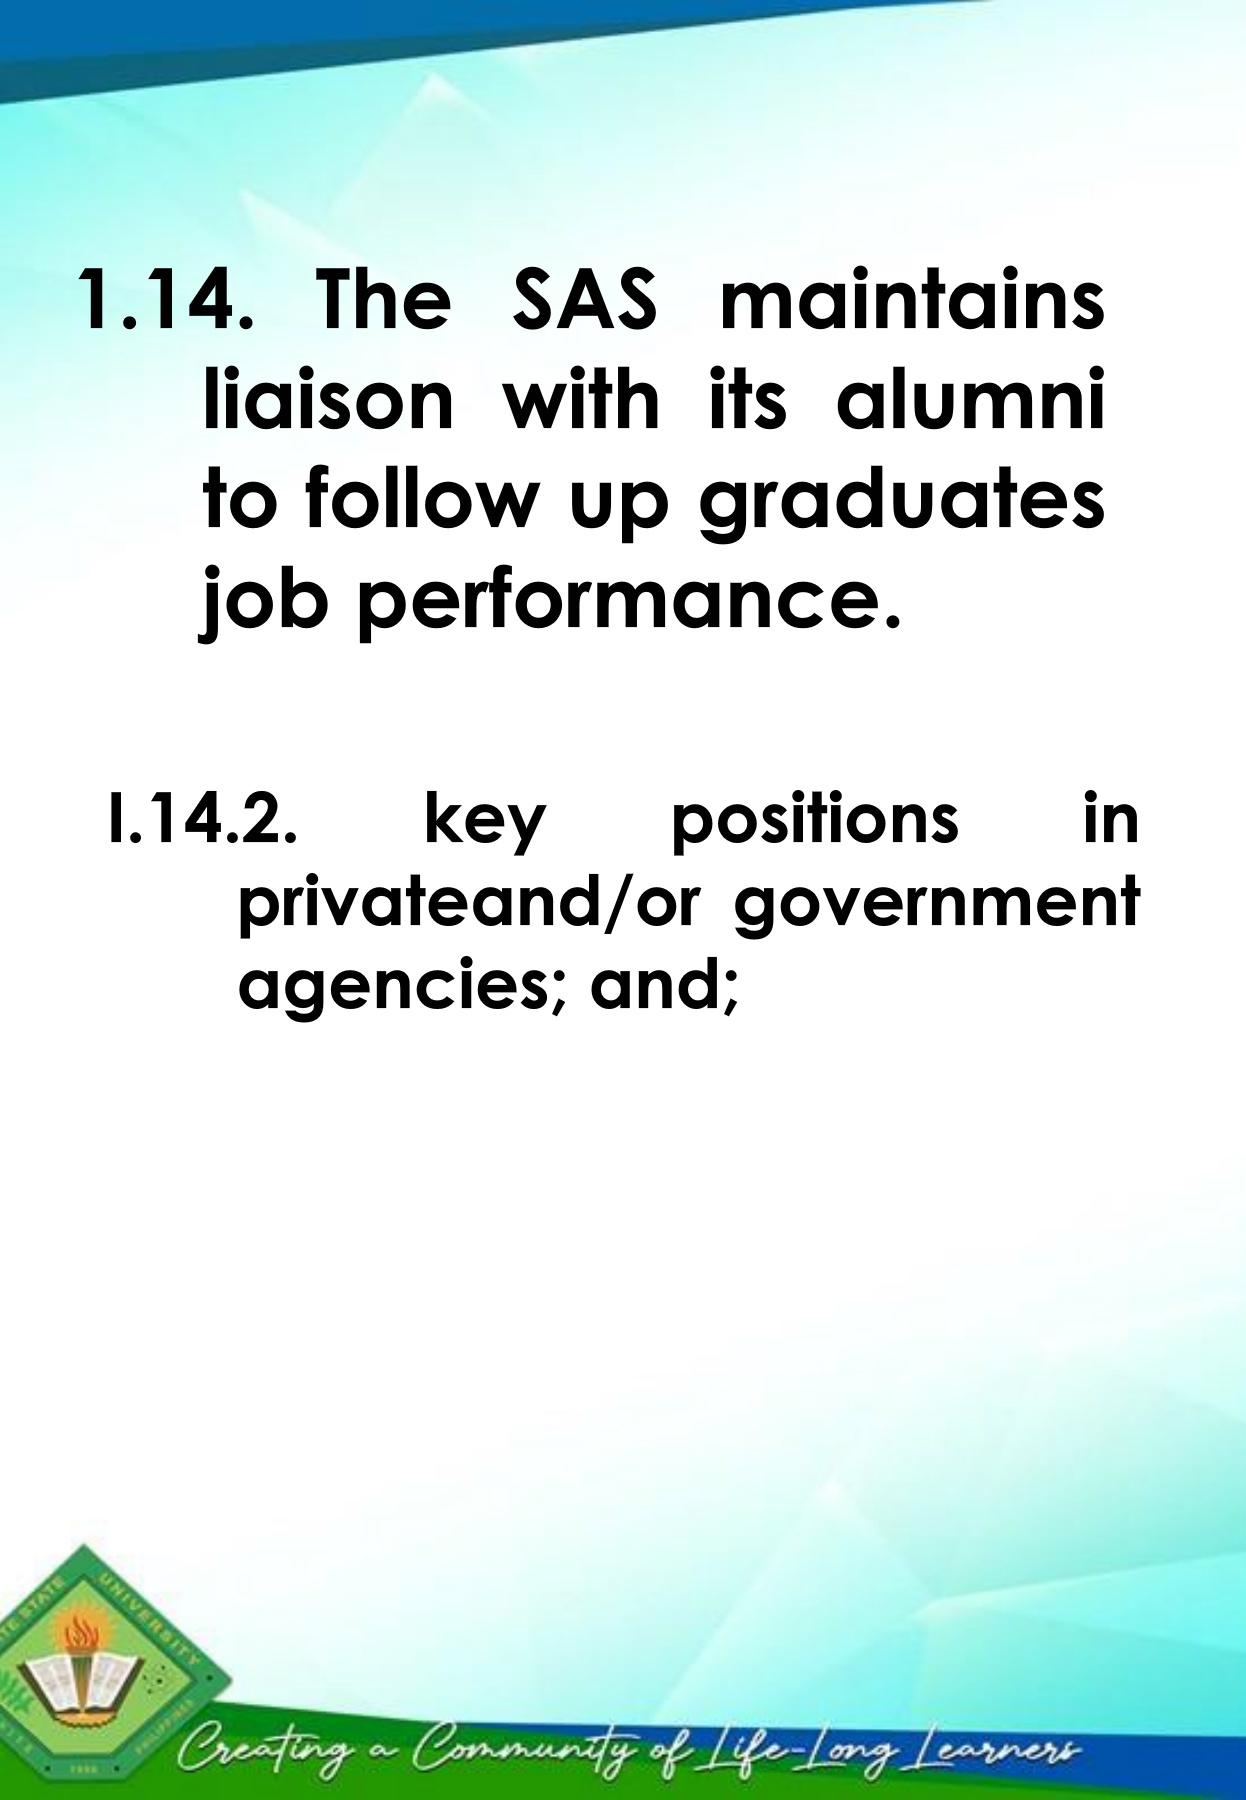 1.14. The SAS maintains
liaison with its alumni
to follow up graduates
job performance.
I.14.2. key positions in
privateand/or government
agencies; and;
STATE UNIVERSITY
PHILIPPINES
Creating a Community of Life-Long Learners